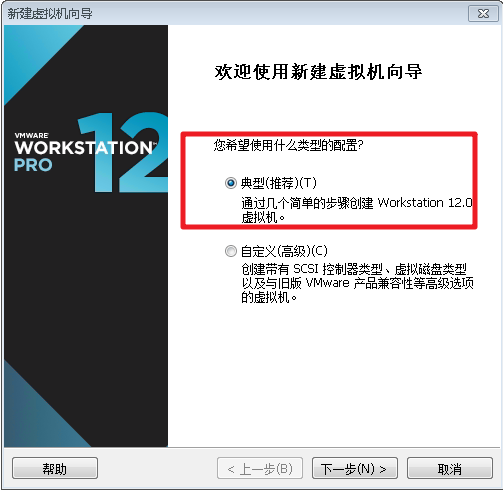 新建虚拟机向导
VMWARE
WORKSTATION™
PRO
12
欢迎使用新建虚拟机向导
您希望使用什么类型的配置?
典型(推荐)(T)
通过几个简单的步骤创建 Workstation 12.0
虚拟机。
自定义(高级)(C)
创建带有 SCSI 控制器类型、虚拟磁盘类型
以及与旧版 VMware 产品兼容性等高级选项
的虚拟机。
帮助
< 上一步(B)
下一步(N) >
取消